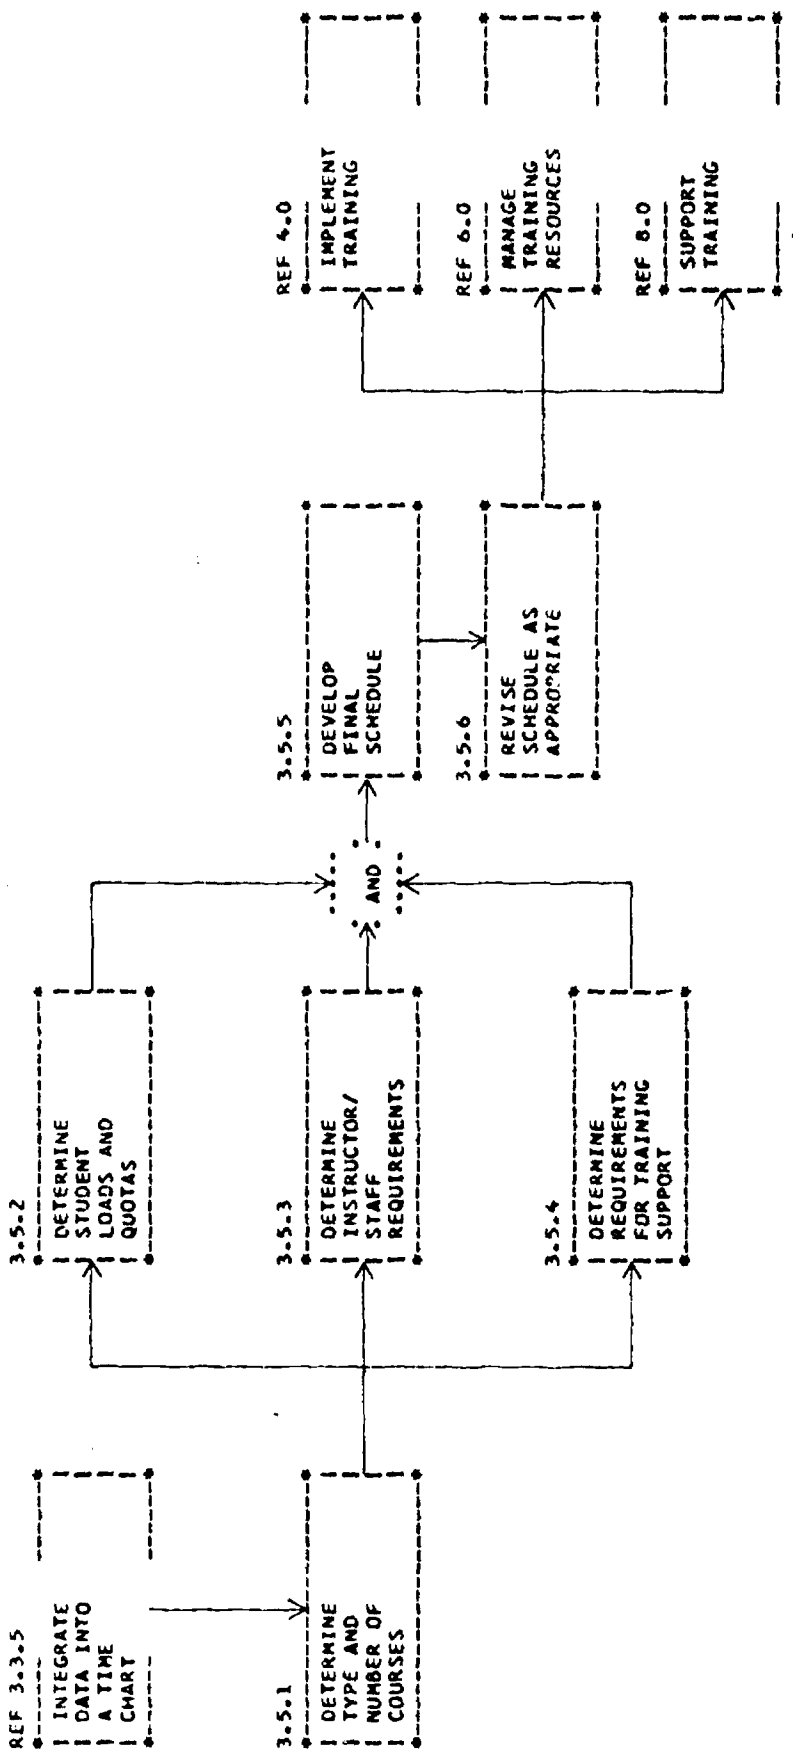 REF 3.3.5
INTEGRATE
DATA INTO
A TIME
CHART
3.5.1
DETERMINE
TYPE AND
NUMBER OF
COURSES
3.5.2
DETERMINE
STUDENT
LOADS AND
QUOTAS
3.5.3
DETERMINE
INSTRUCTOR/
STAFF
REQUIREMENTS
3.5.4
DETERMINE
REQUIREMENTS
FOR TRAINING
SUPPORT
AND
3.5.5
DEVELOP
FINAL
SCHEDULE
3.5.6
REVISE
SCHEDULE AS
APPROPRIATE
REF 4.0
IMPLEMENT
TRAINING
REF 6.0
MANAGE
TRAINING
RESOURCES
REF 8.0
SUPPORT
TRAINING